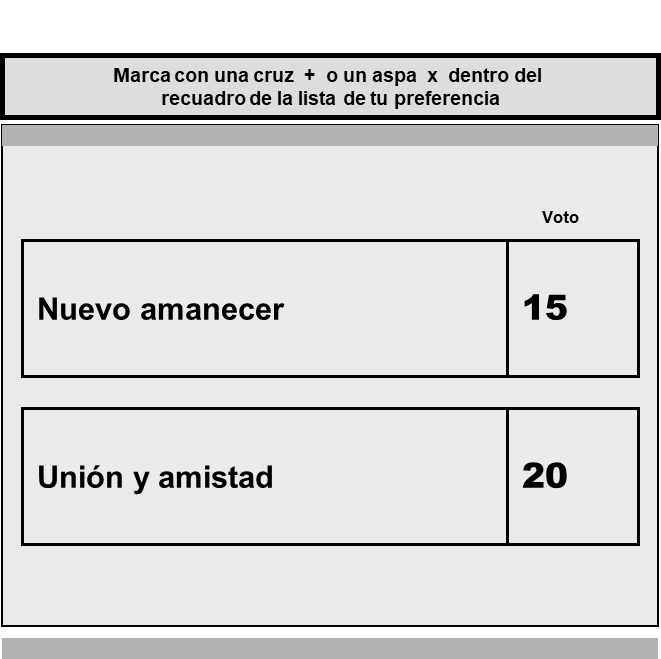 Marca con una cruz + o un aspa x dentro del
recuadro de la lista de tu preferencia
Voto
Nuevo amanecer 15
Unión y amistad 20